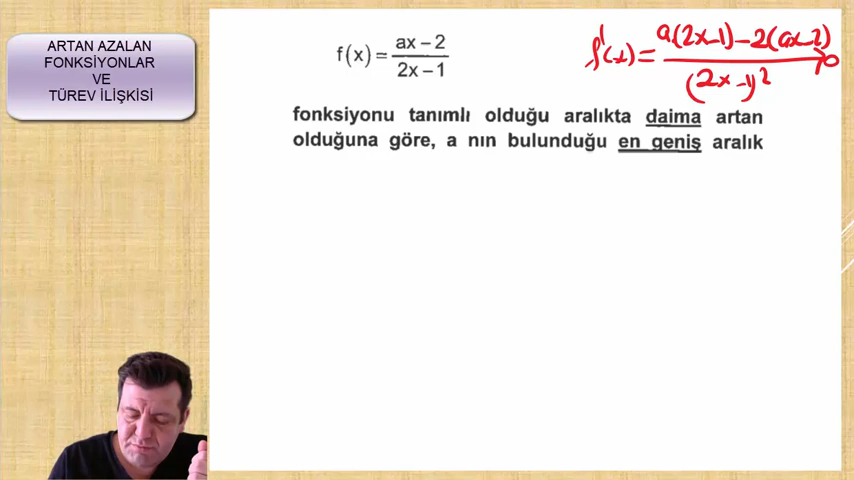 ARTAN AZALAN
FONKSİYONLAR
VE
TÜREV İLİŞKİSİ
f(x) = ax – 2 / 2x – 1
f'(x) = a(2x-1) - 2(ax-2) / (2x-1)² > 0
fonksiyonu tanımlı olduğu aralıkta daima artan
olduğuna göre, a nın bulunduğu en geniş aralık